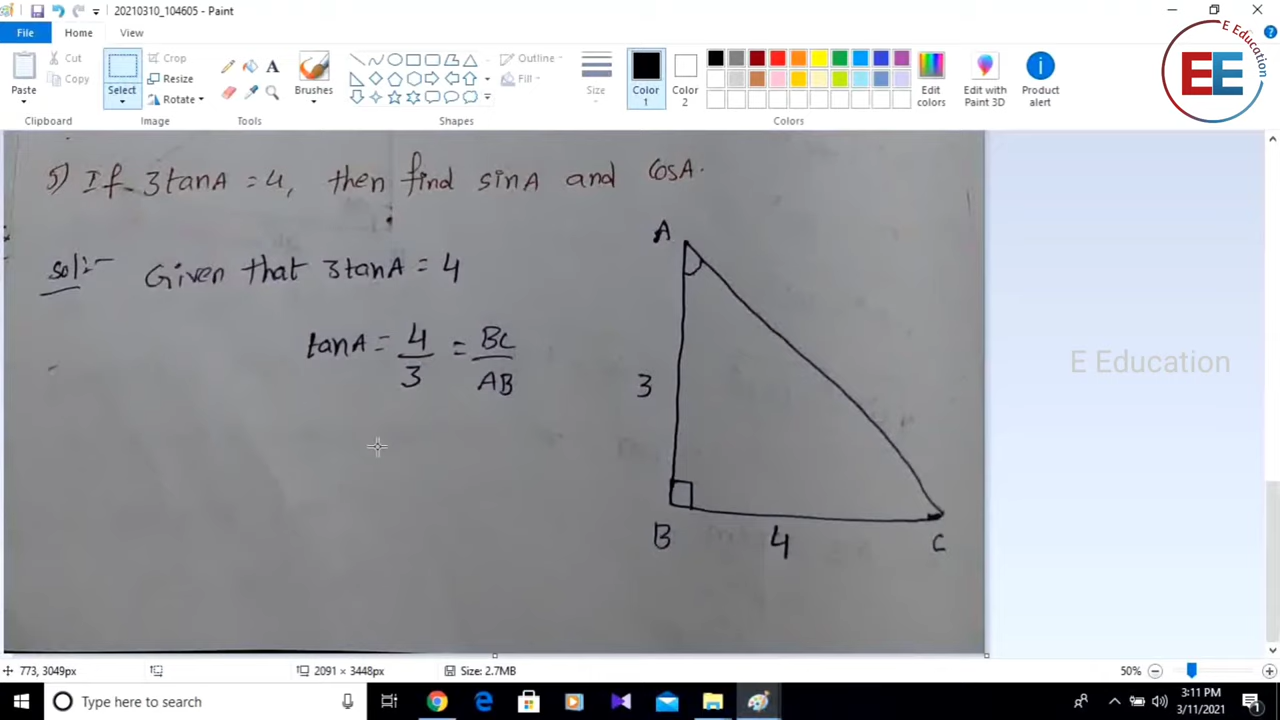 20210310_104605 - Paint
File
Home
View
Paste
Cut
Copy
Clipboard
Select
Crop
Resize
Rotate
Image
Tools
Brushes
Shapes
Outline
Fill
Size
Color 1
Color 2
Colors
Edit colors
Edit with Paint 3D
Product alert
EE
E Education
5) If 3tanA = 4, then find sinA and CosA.
Sol:- Given that 3tanA = 4
tanA = 4/3 = BC/AB
A
3
B
4
C
E Education
773, 3049px
2091 × 3448px
Size: 2.7MB
50%
Type here to search
3:11 PM
3/11/2021
1